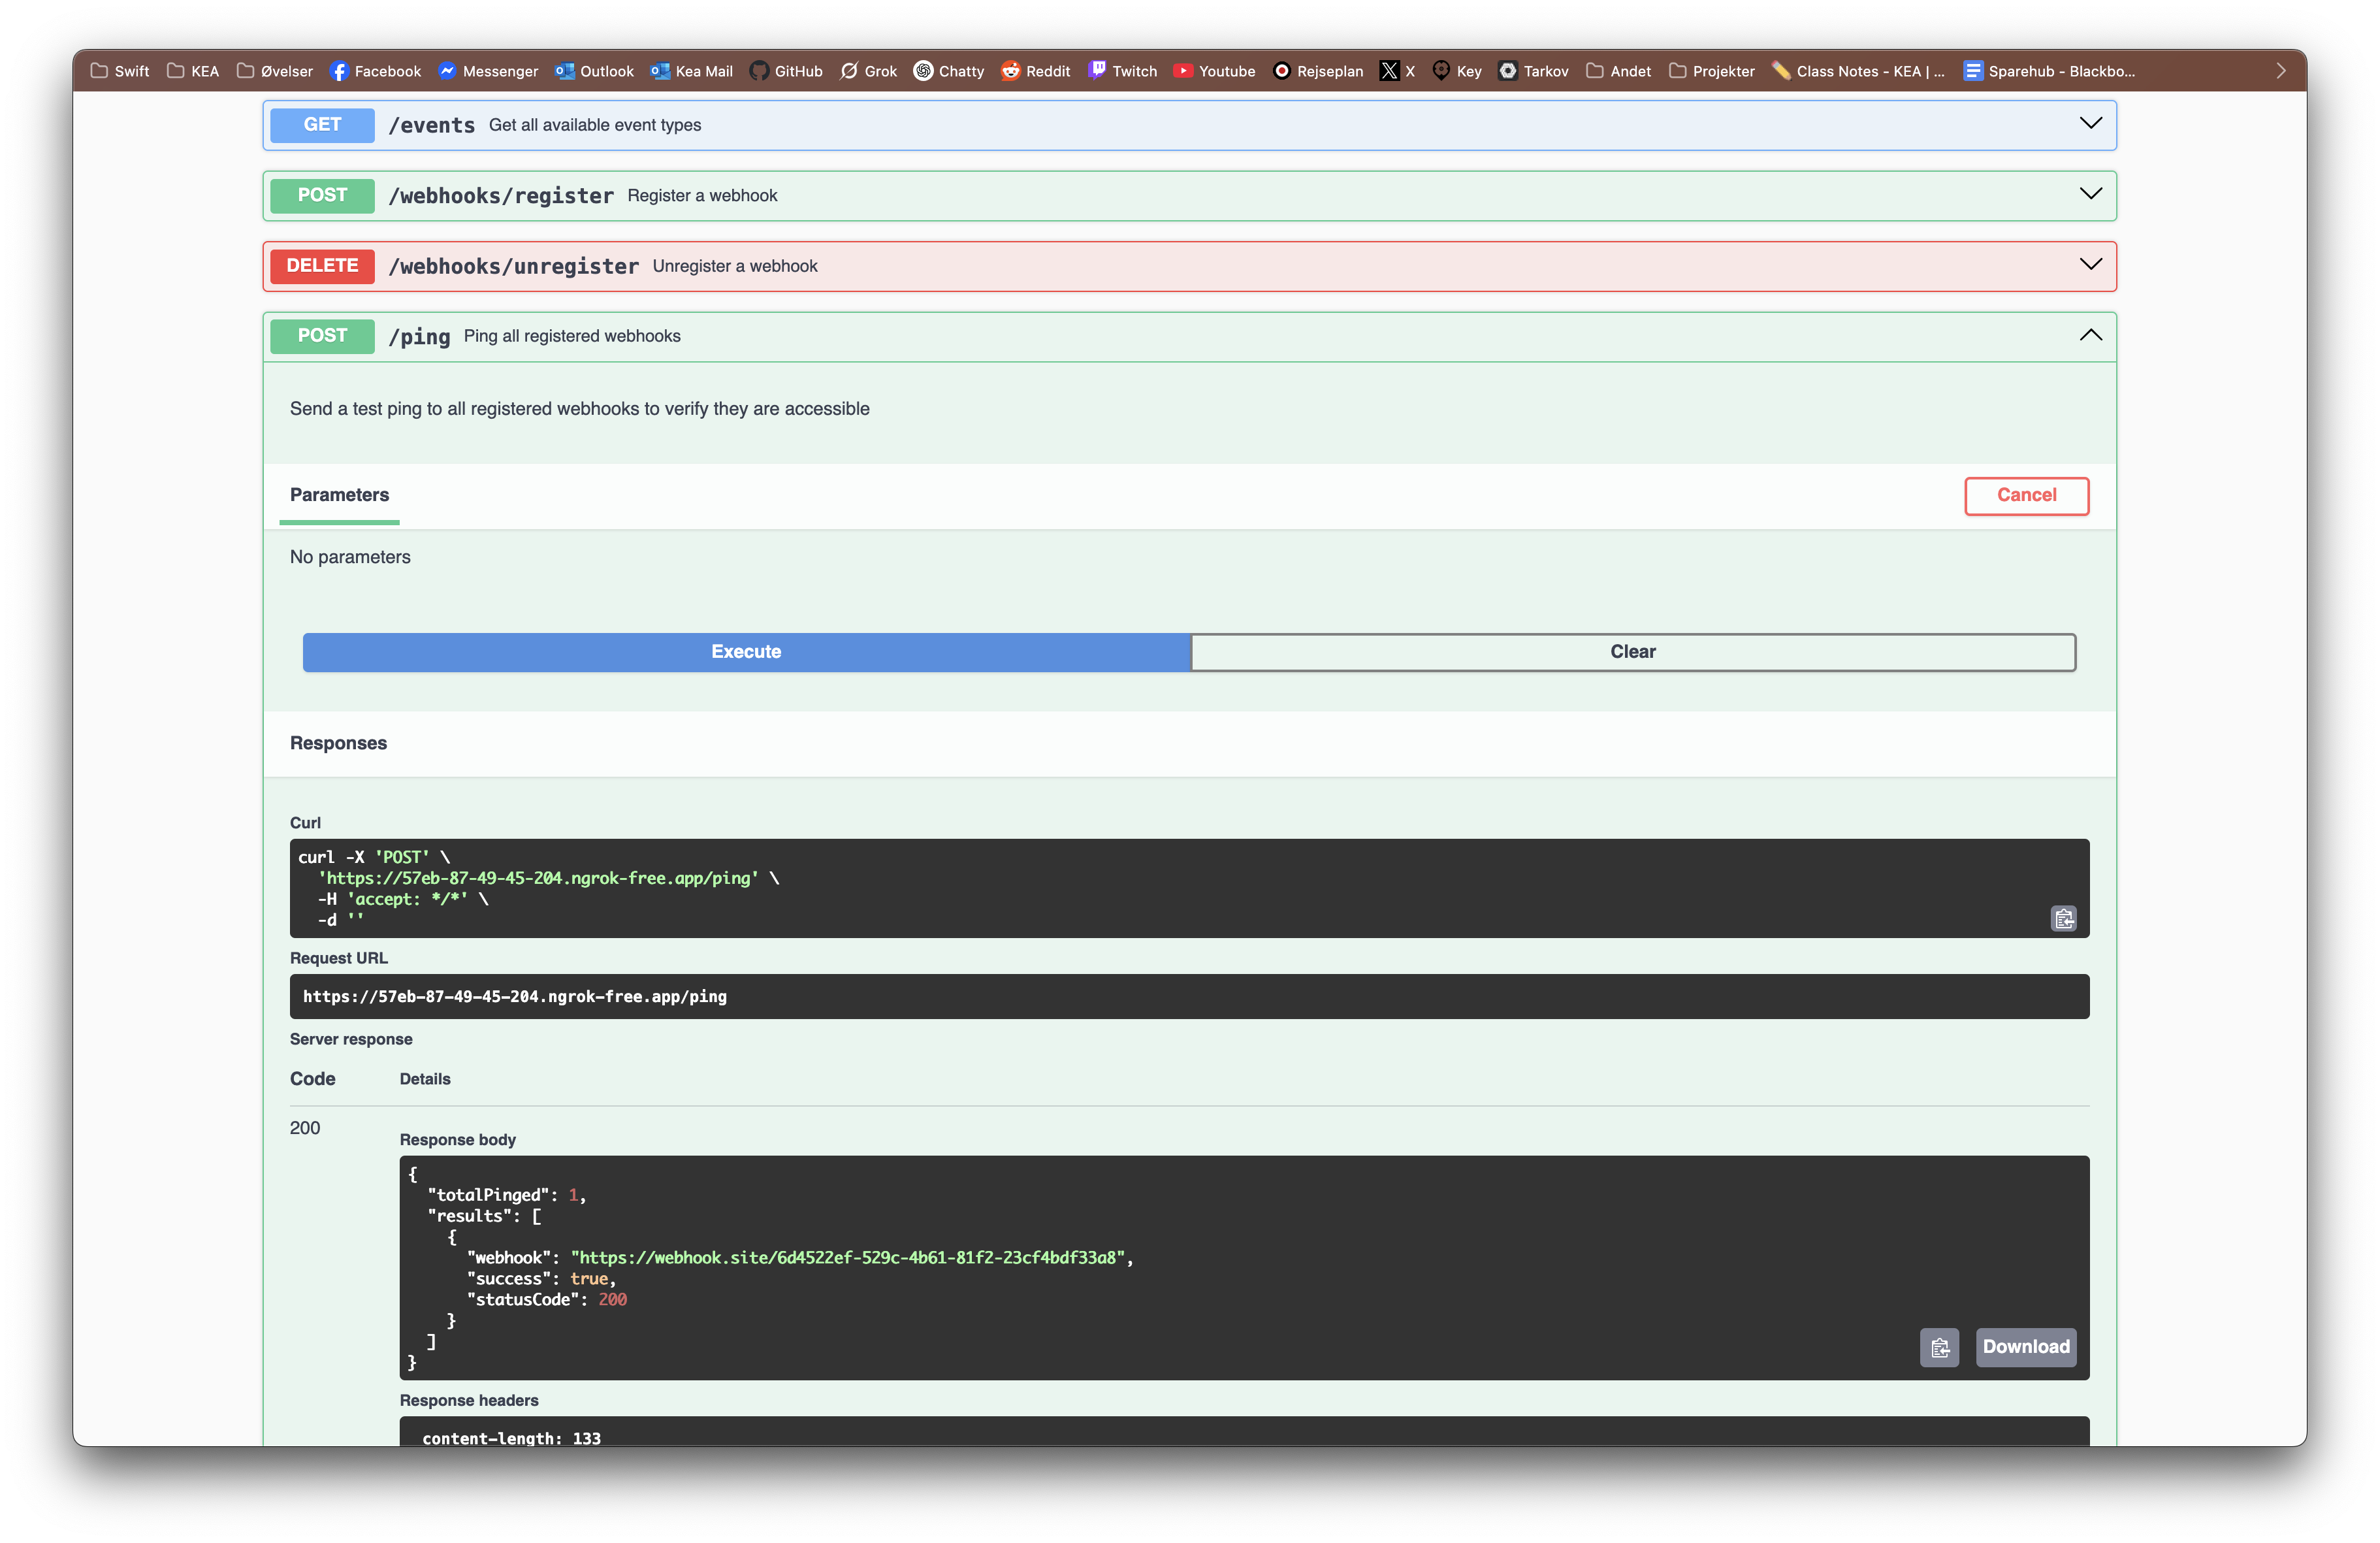 Swift KEA Øvelser Facebook Messenger Outlook Kea Mail GitHub Grok Chatty Reddit Twitch Youtube Rejseplan X Key Tarkov Andet Projekter Class Notes - KEA | ... Sparehub - Blackbo...
GET /events Get all available event types
POST /webhooks/register Register a webhook
DELETE /webhooks/unregister Unregister a webhook
POST /ping Ping all registered webhooks
Send a test ping to all registered webhooks to verify they are accessible
Parameters Cancel
No parameters
Execute Clear
Responses
Curl
curl -X 'POST' \
  'https://57eb-87-49-45-204.ngrok-free.app/ping' \
  -H 'accept: */*' \
  -d ''
Request URL
https://57eb-87-49-45-204.ngrok-free.app/ping
Server response
Code Details
200
Response body
{
  "totalPinged": 1,
  "results": [
    {
      "webhook": "https://webhook.site/6d4522ef-529c-4b61-81f2-23cf4bdf33a8",
      "success": true,
      "statusCode": 200
    }
  ]
}
Download
Response headers
content-length: 133